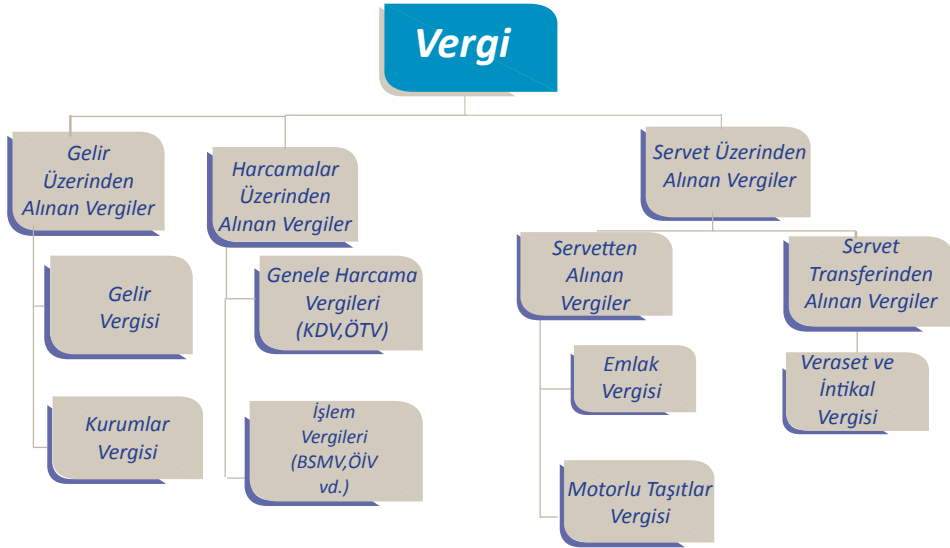 Vergi
Gelir
Üzerinden
Alınan Vergiler
Gelir
Vergisi
Kurumlar
Vergisi
Harcamalar
Üzerinden
Alınan Vergiler
Genele Harcama
Vergileri
(KDV,ÖTV)
İşlem
Vergileri
(BSMV,ÖİV
vd.)
Servet Üzerinden
Alınan Vergiler
Servetten
Alınan
Vergiler
Emlak
Vergisi
Motorlu Taşıtlar
Vergisi
Servet
Transferinden
Alınan Vergiler
Veraset ve
İntikal
Vergisi